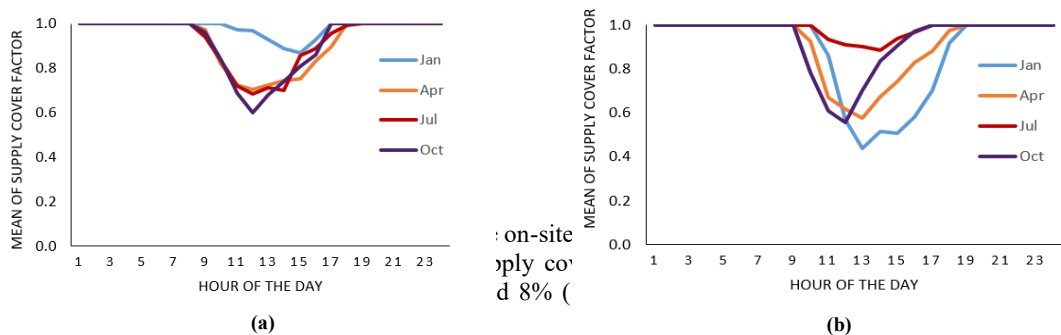 MEAN OF SUPPLY COVER FACTOR
1.0
0.8
0.6
0.4
0.2
0.0
Jan
Apr
Jul
Oct
1 3 5 7 9 11 13 15 17 19 21 23
HOUR OF THE DAY
(a)
on-site
pply cov
d 8% (
MEAN OF SUPPLY COVER FACTOR
1.0
0.8
0.6
0.4
0.2
0.0
Jan
Apr
Jul
Oct
1 3 5 7 9 11 13 15 17 19 21 23
HOUR OF THE DAY
(b)